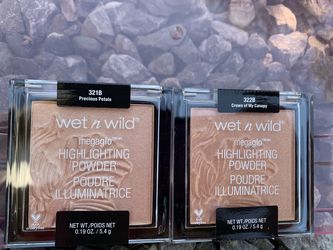 321B
Precious Petals
wet n wild
megaglo
HIGHLIGHTING
POWDER
POUDRE
ILLUMINATRICE
NET WT./POIDS NET
0.19 OZ. / 5.4 g
322B
Crown of My Canopy
wet n wild
megaglo
HIGHLIGHTING
POWDER
POUDRE
ILLUMINATRICE
NET WT./POIDS NET
0.19 OZ. / 5.4 g